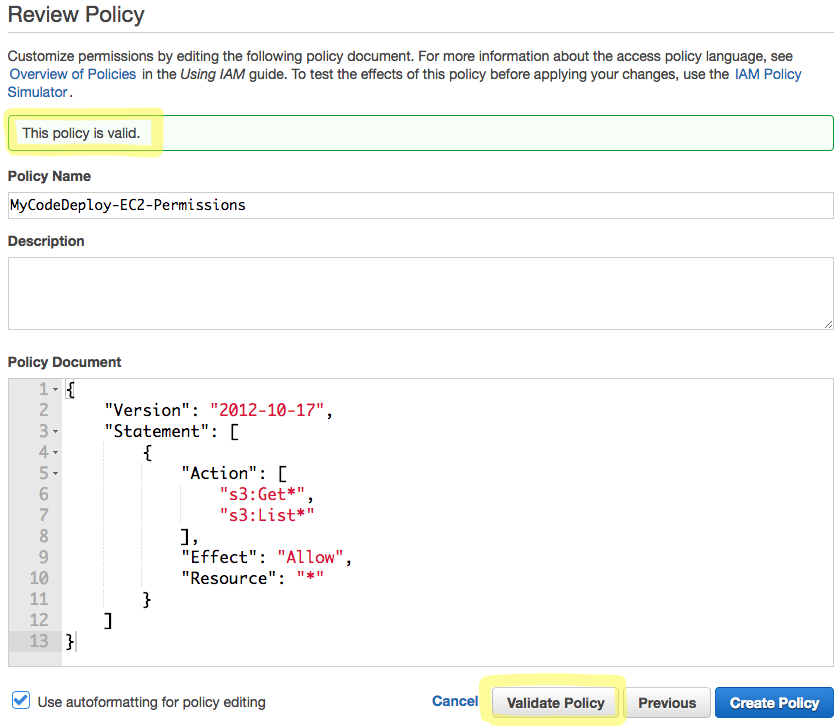 Review Policy
Customize permissions by editing the following policy document. For more information about the access policy language, see
Overview of Policies in the Using IAM guide. To test the effects of this policy before applying your changes, use the IAM Policy
Simulator.
This policy is valid.
Policy Name
MyCodeDeploy-EC2-Permissions
Description
Policy Document
1 {
2     "Version": "2012-10-17",
3     "Statement": [
4         {
5             "Action": [
6                 "s3:Get*",
7                 "s3:List*"
8             ],
9             "Effect": "Allow",
10             "Resource": "*"
11         }
12     ]
13 }
Use autoformatting for policy editing Cancel Validate Policy Previous Create Policy